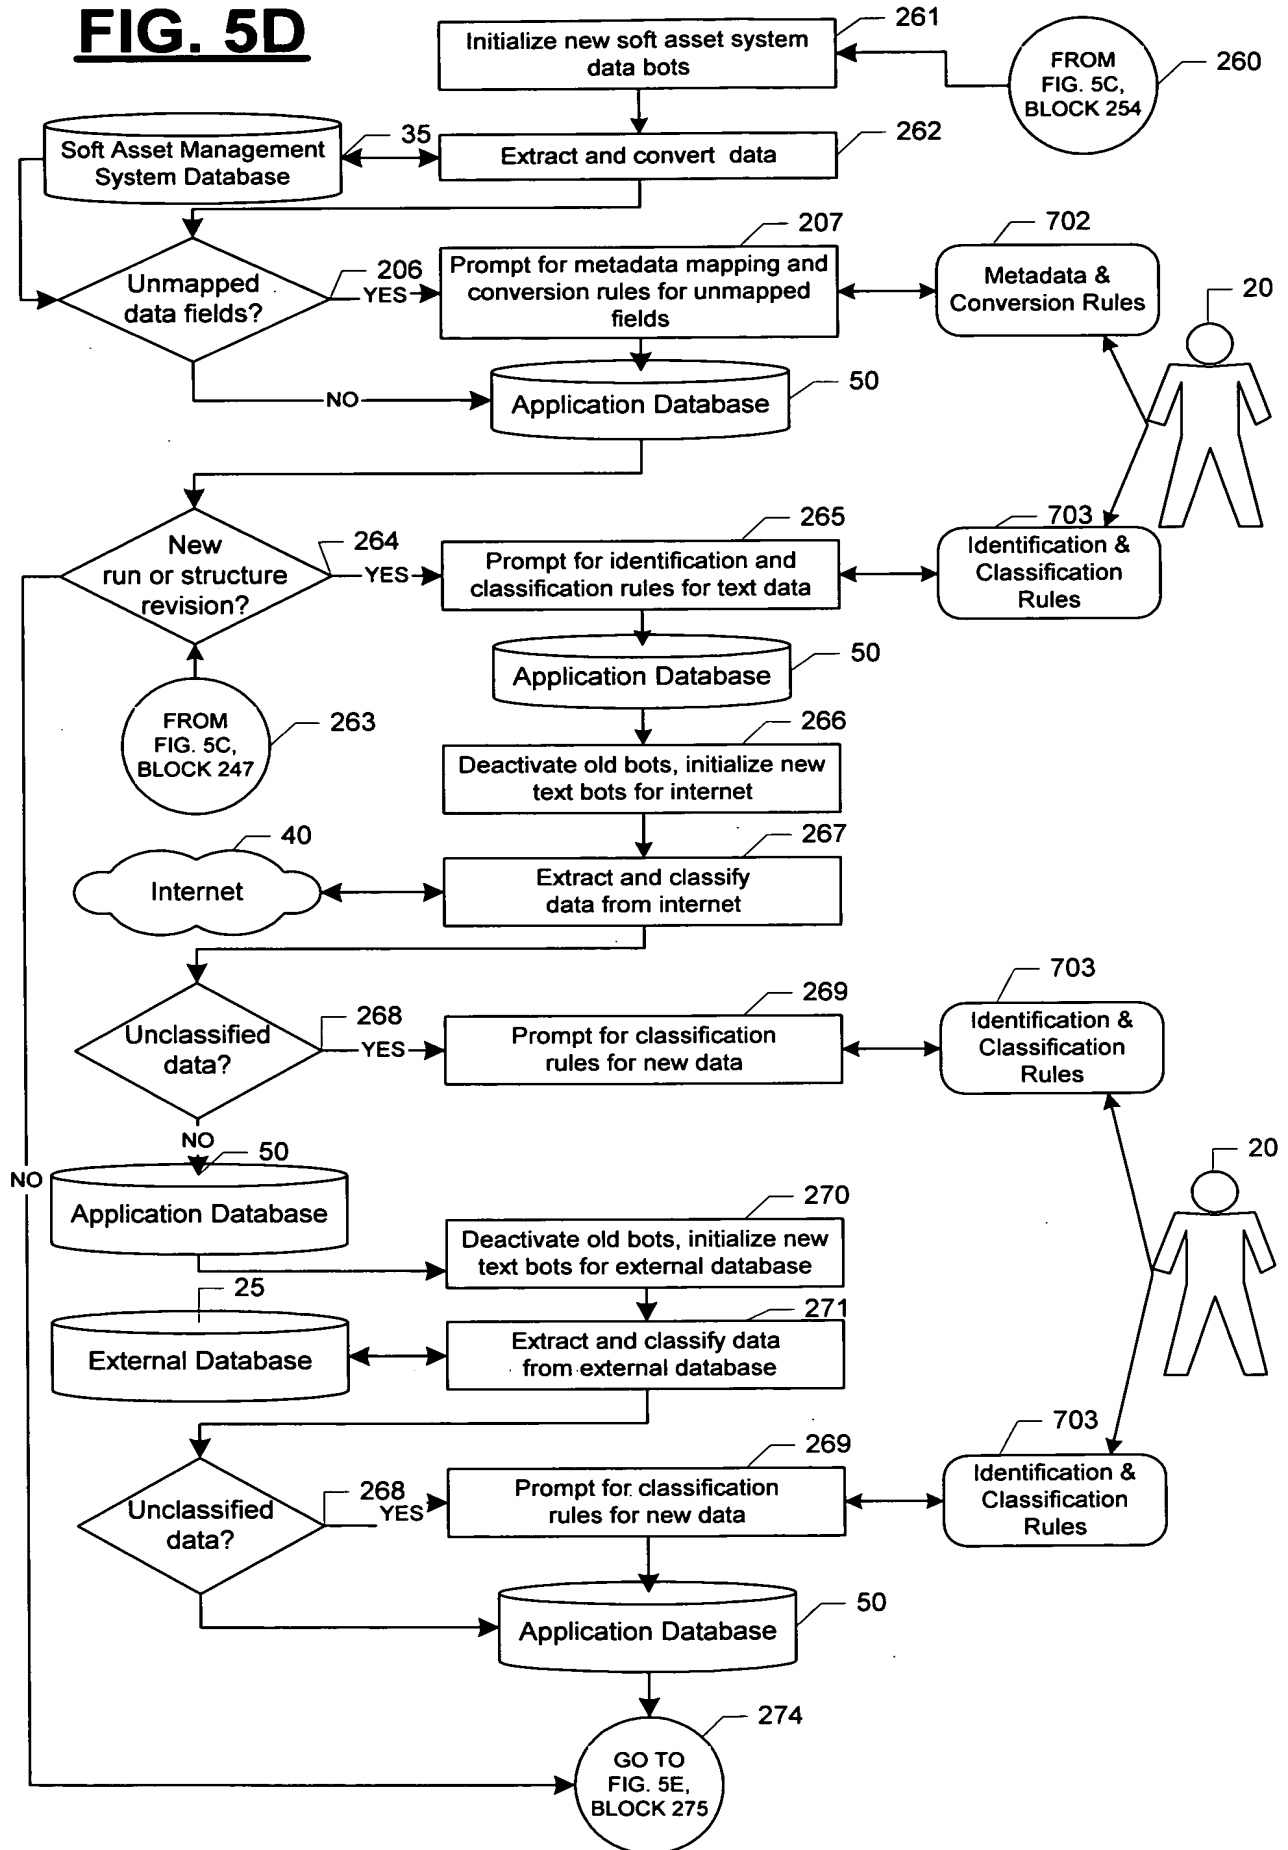 FIG. 5D
261
Initialize new soft asset system
data bots
FROM
FIG. 5C,
BLOCK 254
260
Soft Asset Management
System Database
35
Extract and convert data
262
Unmapped
data fields?
206
YES
207
Prompt for metadata mapping and
conversion rules for unmapped
fields
702
Metadata &
Conversion Rules
20
NO
Application Database
50
New
run or structure
revision?
264
YES
265
Prompt for identification and
classification rules for text data
703
Identification &
Classification
Rules
Application Database
50
FROM
FIG. 5C,
BLOCK 247
263
266
Deactivate old bots, initialize new
text bots for internet
40
Internet
267
Extract and classify
data from internet
Unclassified
data?
268
YES
269
Prompt for classification
rules for new data
703
Identification &
Classification
Rules
NO
NO
50
Application Database
20
270
Deactivate old bots, initialize new
text bots for external database
25
External Database
271
Extract and classify data
from external database
Unclassified
data?
268
YES
269
Prompt for classification
rules for new data
703
Identification &
Classification
Rules
Application Database
50
274
GO TO
FIG. 5E,
BLOCK 275